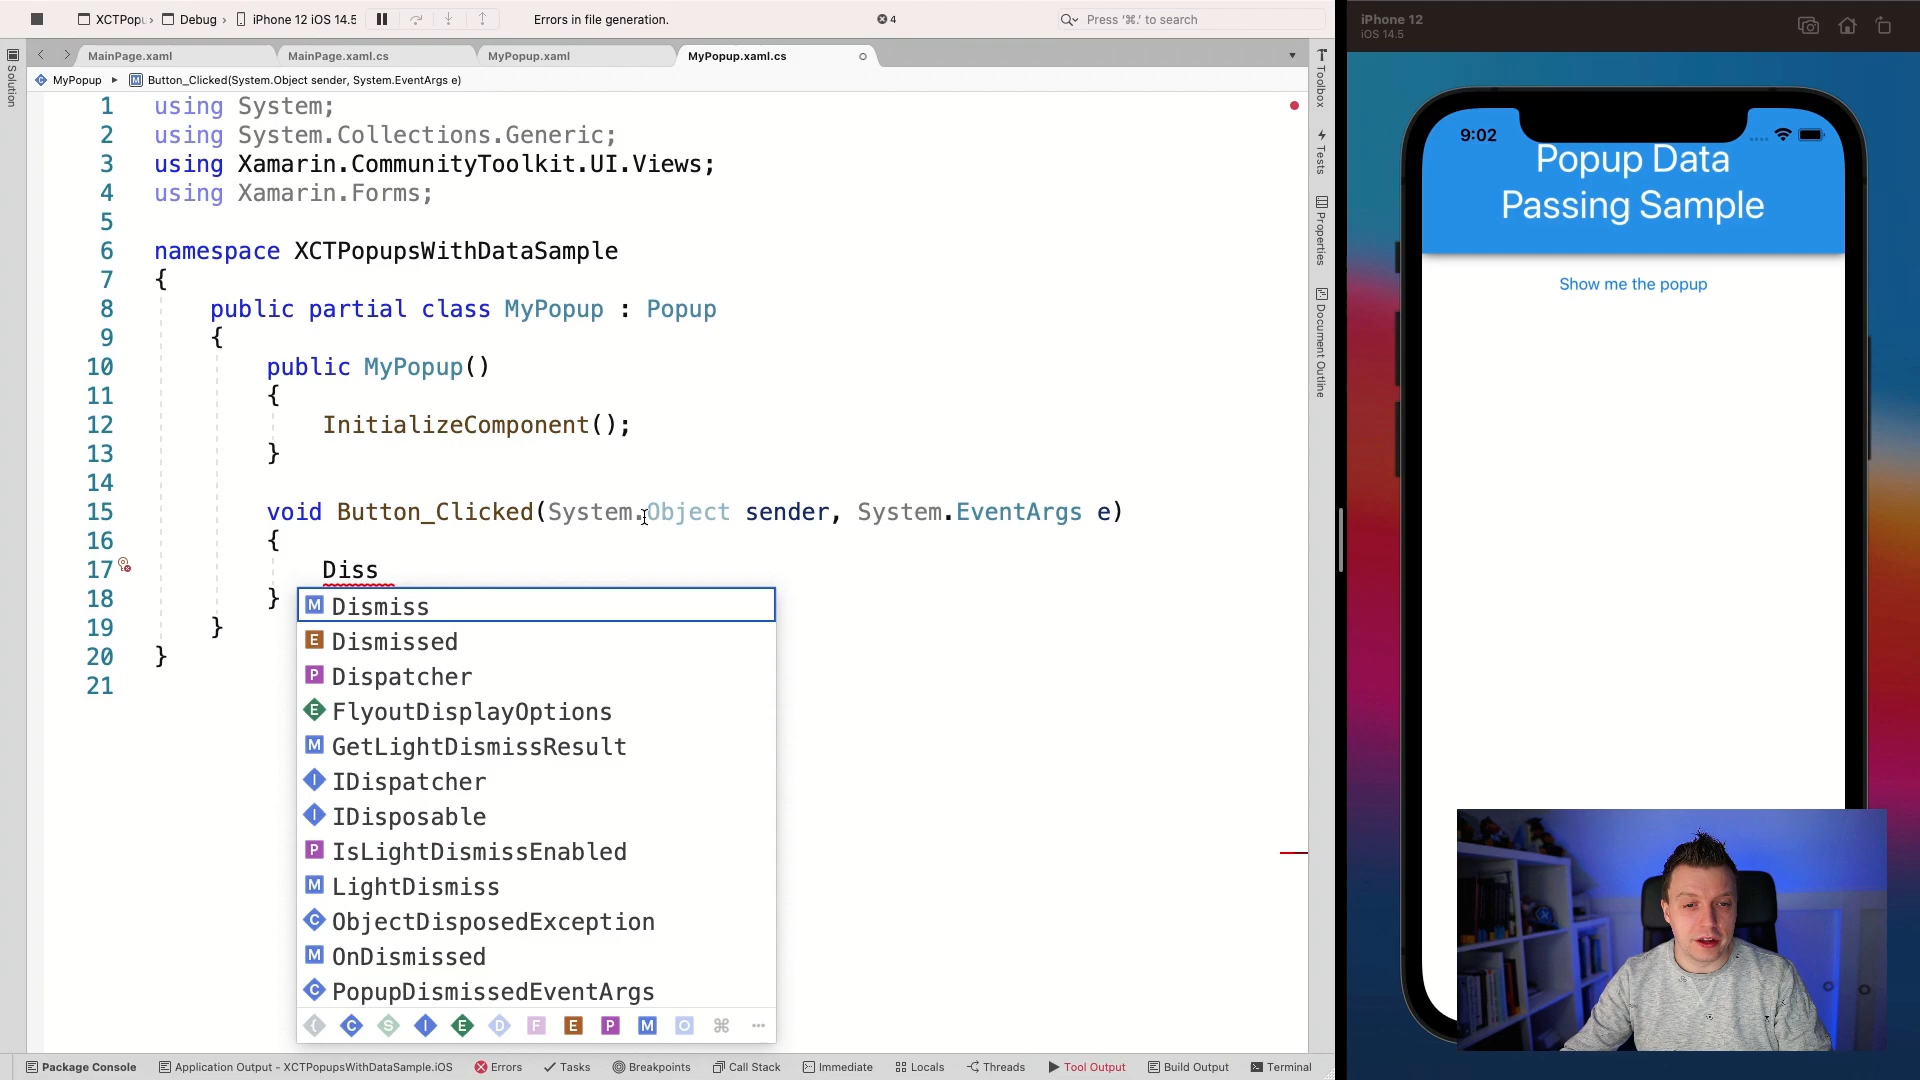 XCTPopu › Debug › iPhone 12 iOS 14.5
Errors in file generation.
4
Press '⌘.' to search
MainPage.xaml
MainPage.xaml.cs
MyPopup.xaml
MyPopup.xaml.cs
MyPopup ▸ M Button_Clicked(System.Object sender, System.EventArgs e)
Solution
1 using System;
2 using System.Collections.Generic;
3 using Xamarin.CommunityToolkit.UI.Views;
4 using Xamarin.Forms;
5
6 namespace XCTPopupsWithDataSample
7 {
8 public partial class MyPopup : Popup
9 {
10 public MyPopup()
11 {
12 InitializeComponent();
13 }
14
15 void Button_Clicked(System.Object sender, System.EventArgs e)
16 {
17 Diss
18 }
19 }
20 }
21
M Dismiss
E Dismissed
P Dispatcher
E FlyoutDisplayOptions
M GetLightDismissResult
I IDispatcher
I IDisposable
P IsLightDismissEnabled
M LightDismiss
C ObjectDisposedException
M OnDismissed
C PopupDismissedEventArgs
{ C S I E D F E P M O ⌘ ···
Toolbox
Tests
Properties
Document Outline
Package Console
Application Output - XCTPopupsWithDataSample.iOS
Errors
Tasks
Breakpoints
Call Stack
Immediate
Locals
Threads
Tool Output
Build Output
Terminal
iPhone 12
iOS 14.5
9:02
Popup Data
Passing Sample
Show me the popup